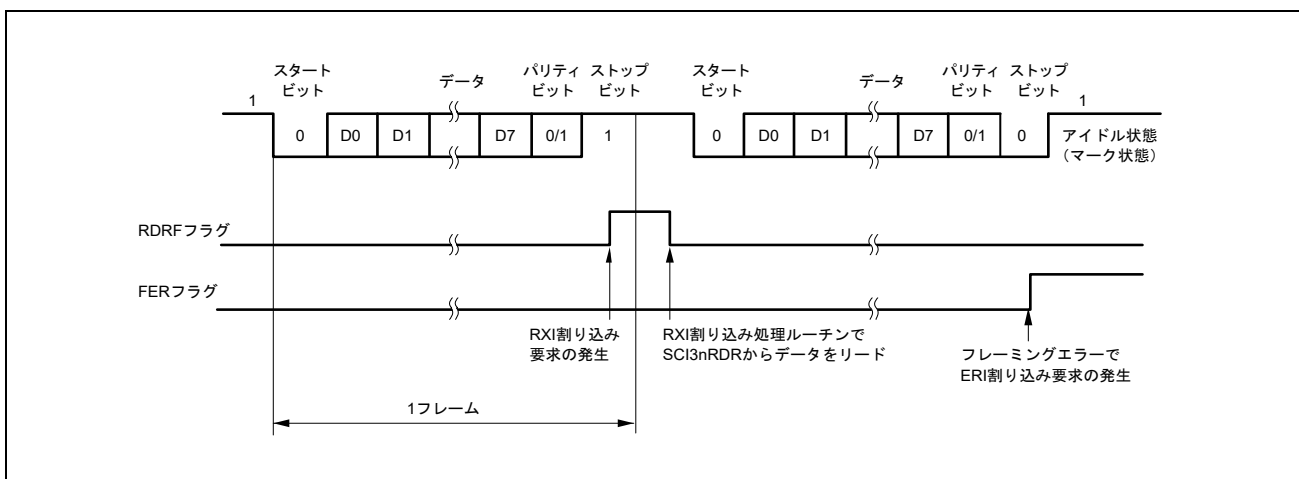 スタート
ビット
データ
パリティ
ビット
ストップ
ビット
スタート
ビット
データ
パリティ
ビット
ストップ
ビット
1
0
D0
D1
D7
0/1
1
0
D0
D1
D7
0/1
0
1
アイドル状態
(マーク状態)
RDRFフラグ
FERフラグ
RXI割り込み
要求の発生
RXI割り込み処理ルーチンで
SCI3nRDRからデータをリード
フレーミングエラーで
ERI割り込み要求の発生
1フレーム